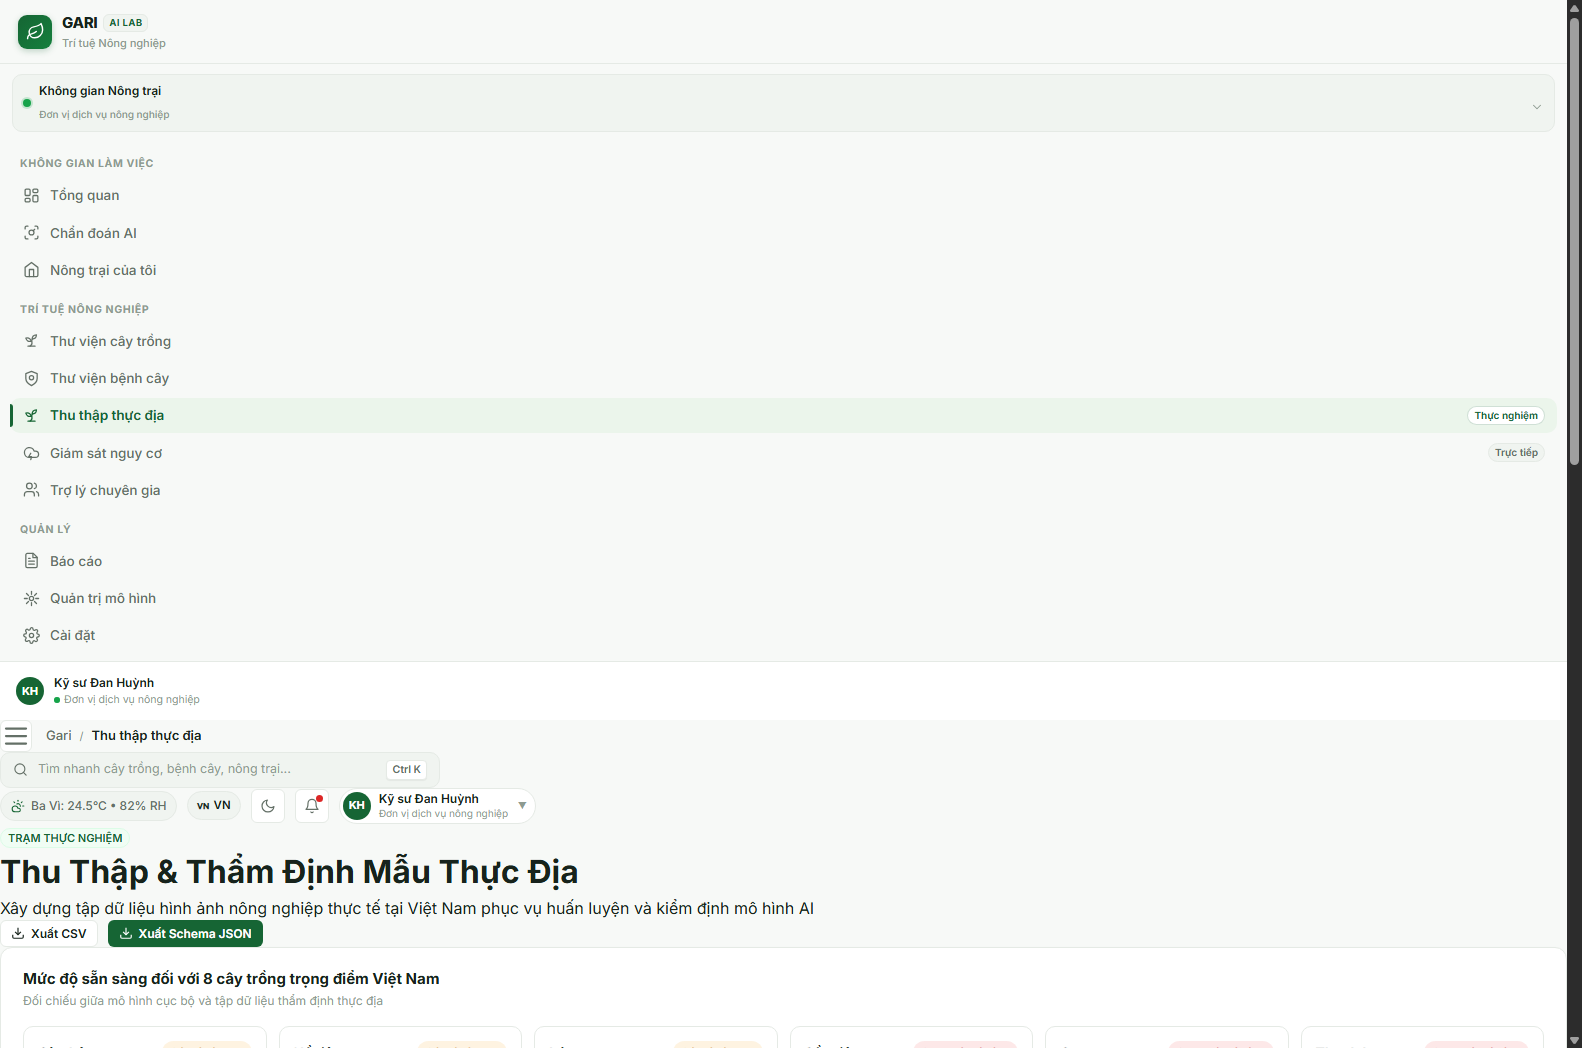 GARI AI LAB
Trí tuệ Nông nghiệp
Không gian Nông trại
Đơn vị dịch vụ nông nghiệp
KHÔNG GIAN LÀM VIỆC
Tổng quan
Chẩn đoán AI
Nông trại của tôi
TRÍ TUỆ NÔNG NGHIỆP
Thư viện cây trồng
Thư viện bệnh cây
Thu thập thực địa Thực nghiệm
Giám sát nguy cơ Trực tiếp
Trợ lý chuyên gia
QUẢN LÝ
Báo cáo
Quản trị mô hình
Cài đặt
KH Kỹ sư Đan Huỳnh
Đơn vị dịch vụ nông nghiệp
Gari / Thu thập thực địa
Tìm nhanh cây trồng, bệnh cây, nông trại... Ctrl K
Ba Vì: 24.5°C • 82% RH VN VN KH Kỹ sư Đan Huỳnh
Đơn vị dịch vụ nông nghiệp
TRẠM THỰC NGHIỆM
Thu Thập & Thẩm Định Mẫu Thực Địa
Xây dựng tập dữ liệu hình ảnh nông nghiệp thực tế tại Việt Nam phục vụ huấn luyện và kiểm định mô hình AI
Xuất CSV Xuất Schema JSON
Mức độ sẵn sàng đối với 8 cây trồng trọng điểm Việt Nam
Đối chiếu giữa mô hình cục bộ và tập dữ liệu thẩm định thực địa